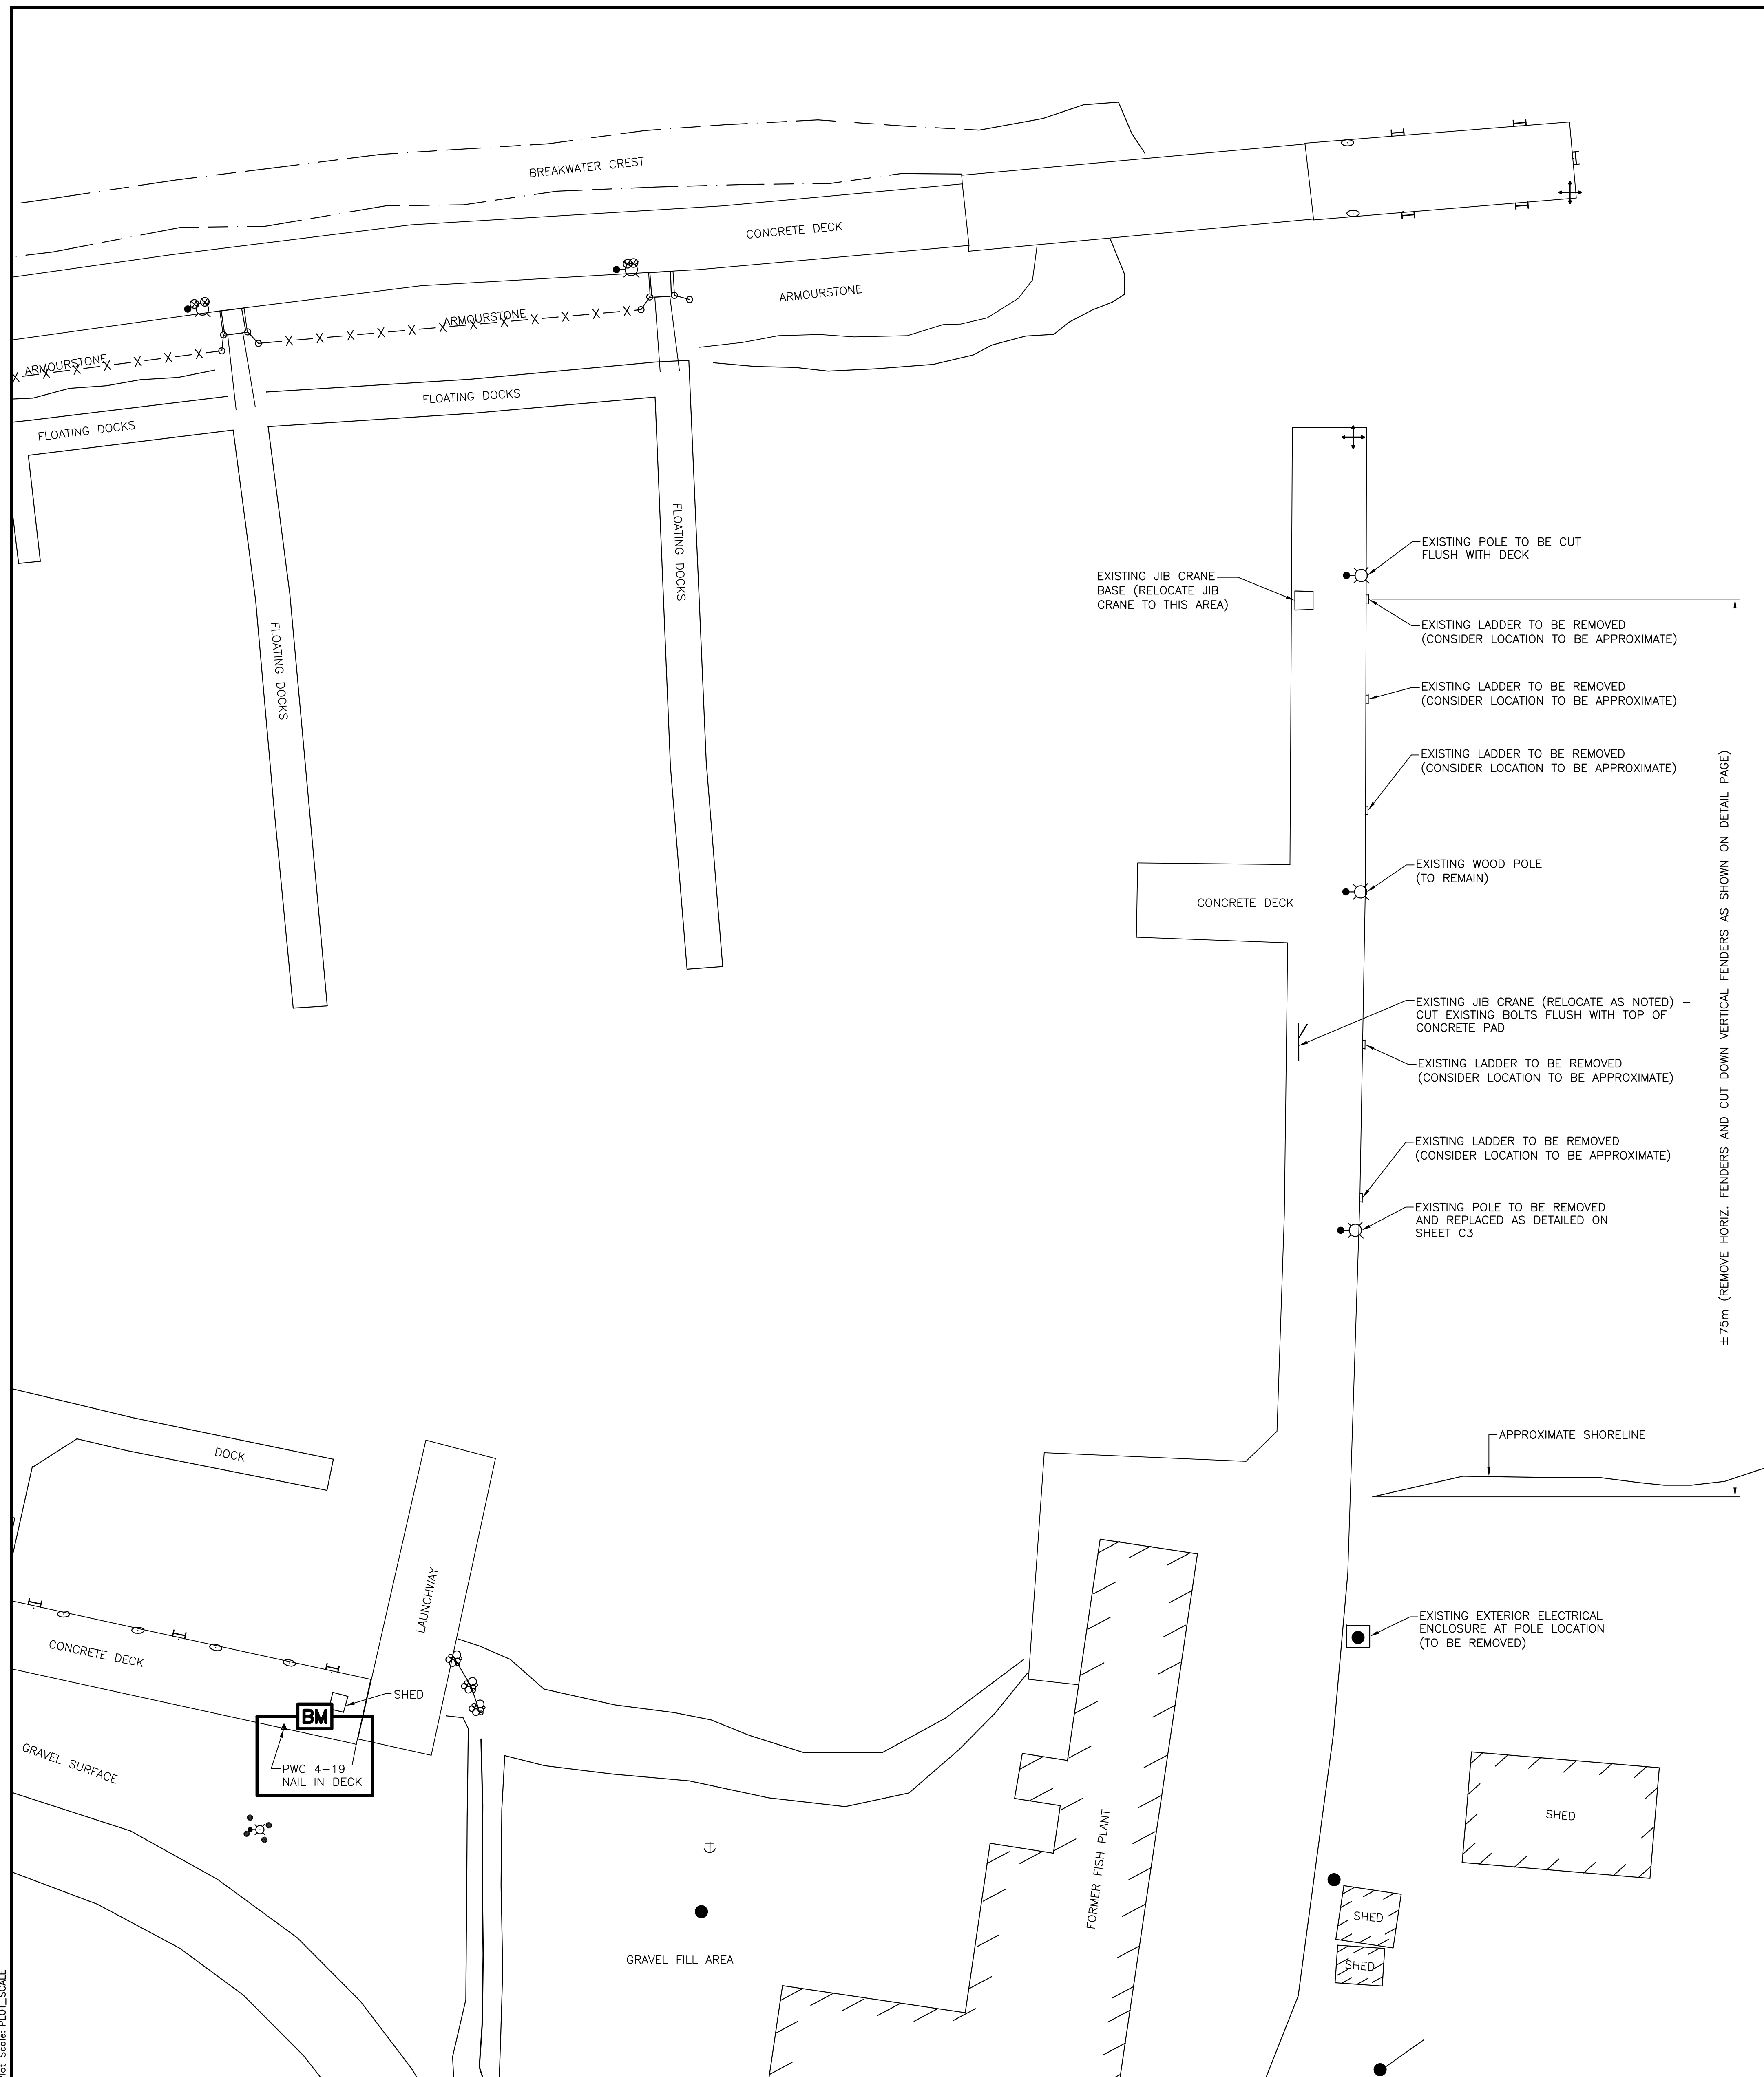 BREAKWATER CREST
CONCRETE DECK
ARMOURSTONE
ARMOURSTONE
ARMOURSTONE
FLOATING DOCKS
FLOATING DOCKS
FLOATING DOCKS
FLOATING DOCKS
EXISTING POLE TO BE CUT
FLUSH WITH DECK
EXISTING JIB CRANE
BASE (RELOCATE JIB
CRANE TO THIS AREA)
EXISTING LADDER TO BE REMOVED
(CONSIDER LOCATION TO BE APPROXIMATE)
EXISTING LADDER TO BE REMOVED
(CONSIDER LOCATION TO BE APPROXIMATE)
EXISTING LADDER TO BE REMOVED
(CONSIDER LOCATION TO BE APPROXIMATE)
EXISTING WOOD POLE
(TO REMAIN)
CONCRETE DECK
EXISTING JIB CRANE (RELOCATE AS NOTED) –
CUT EXISTING BOLTS FLUSH WITH TOP OF
CONCRETE PAD
EXISTING LADDER TO BE REMOVED
(CONSIDER LOCATION TO BE APPROXIMATE)
EXISTING LADDER TO BE REMOVED
(CONSIDER LOCATION TO BE APPROXIMATE)
EXISTING POLE TO BE REMOVED
AND REPLACED AS DETAILED ON
SHEET C3
±75m (REMOVE HORIZ. FENDERS AND CUT DOWN VERTICAL FENDERS AS SHOWN ON DETAIL PAGE)
APPROXIMATE SHORELINE
DOCK
LAUNCHWAY
CONCRETE DECK
SHED
BM
PWC 4-19
NAIL IN DECK
GRAVEL SURFACE
EXISTING EXTERIOR ELECTRICAL
ENCLOSURE AT POLE LOCATION
(TO BE REMOVED)
SHED
FORMER FISH PLANT
SHED
SHED
GRAVEL FILL AREA
Plot Scale: PLOT_SCALE